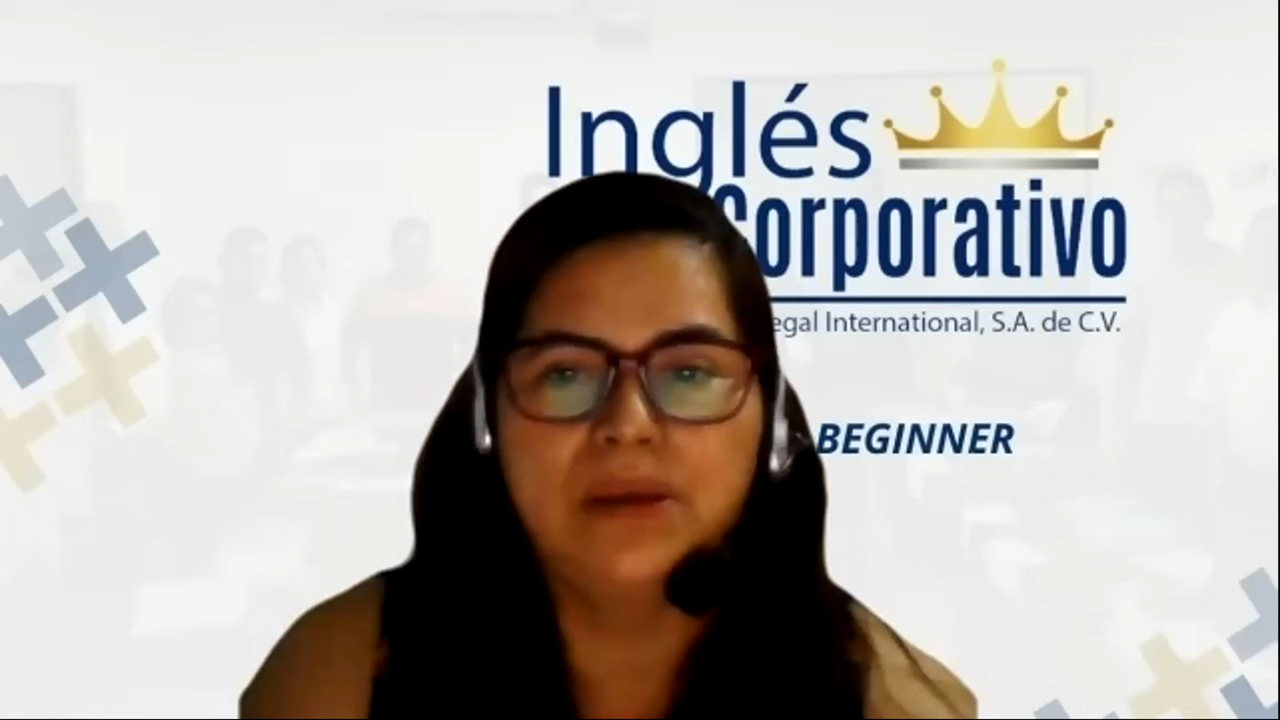 Inglés
Corporativo
egal International, S.A. de C.V.
BEGINNER